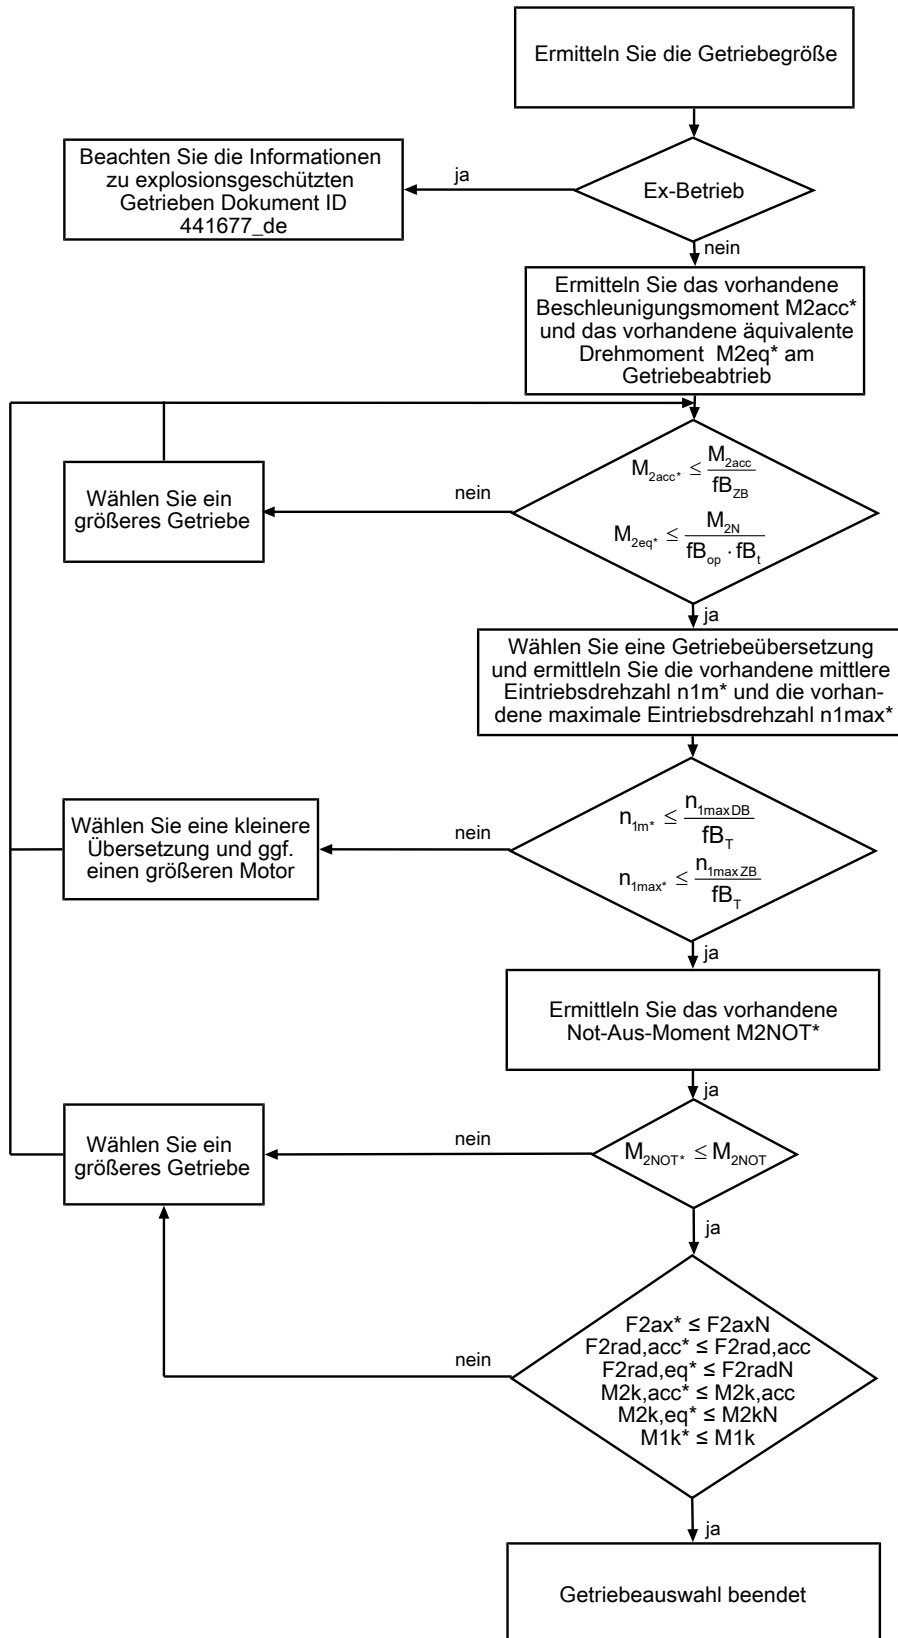 Ermitteln Sie die Getriebegröße
Beachten Sie die Informationen
zu explosionsgeschützten
Getrieben Dokument ID
441677_de
ja
Ex-Betrieb
nein
Ermitteln Sie das vorhandene
Beschleunigungsmoment M2acc*
und das vorhandene äquivalente
Drehmoment M2eq* am
Getriebeabtrieb
Wählen Sie ein
größeres Getriebe
nein
M2acc* ≤ M2acc / fBZB
M2eq* ≤ M2N / fBop · fBt
ja
Wählen Sie eine Getriebeübersetzung
und ermittleln Sie die vorhandene mittlere
Eintriebsdrehzahl n1m* und die vorhan-
dene maximale Eintriebsdrehzahl n1max*
Wählen Sie eine kleinere
Übersetzung und ggf.
einen größeren Motor
nein
n1m* ≤ n1maxDB / fBT
n1max* ≤ n1maxZB / fBT
ja
Ermittleln Sie das vorhandene
Not-Aus-Moment M2NOT*
ja
Wählen Sie ein
größeres Getriebe
nein
M2NOT* ≤ M2NOT
ja
nein
F2ax* ≤ F2axN
F2rad,acc* ≤ F2rad,acc
F2rad,eq* ≤ F2radN
M2k,acc* ≤ M2k,acc
M2k,eq* ≤ M2kN
M1k* ≤ M1k
ja
Getriebeauswahl beendet